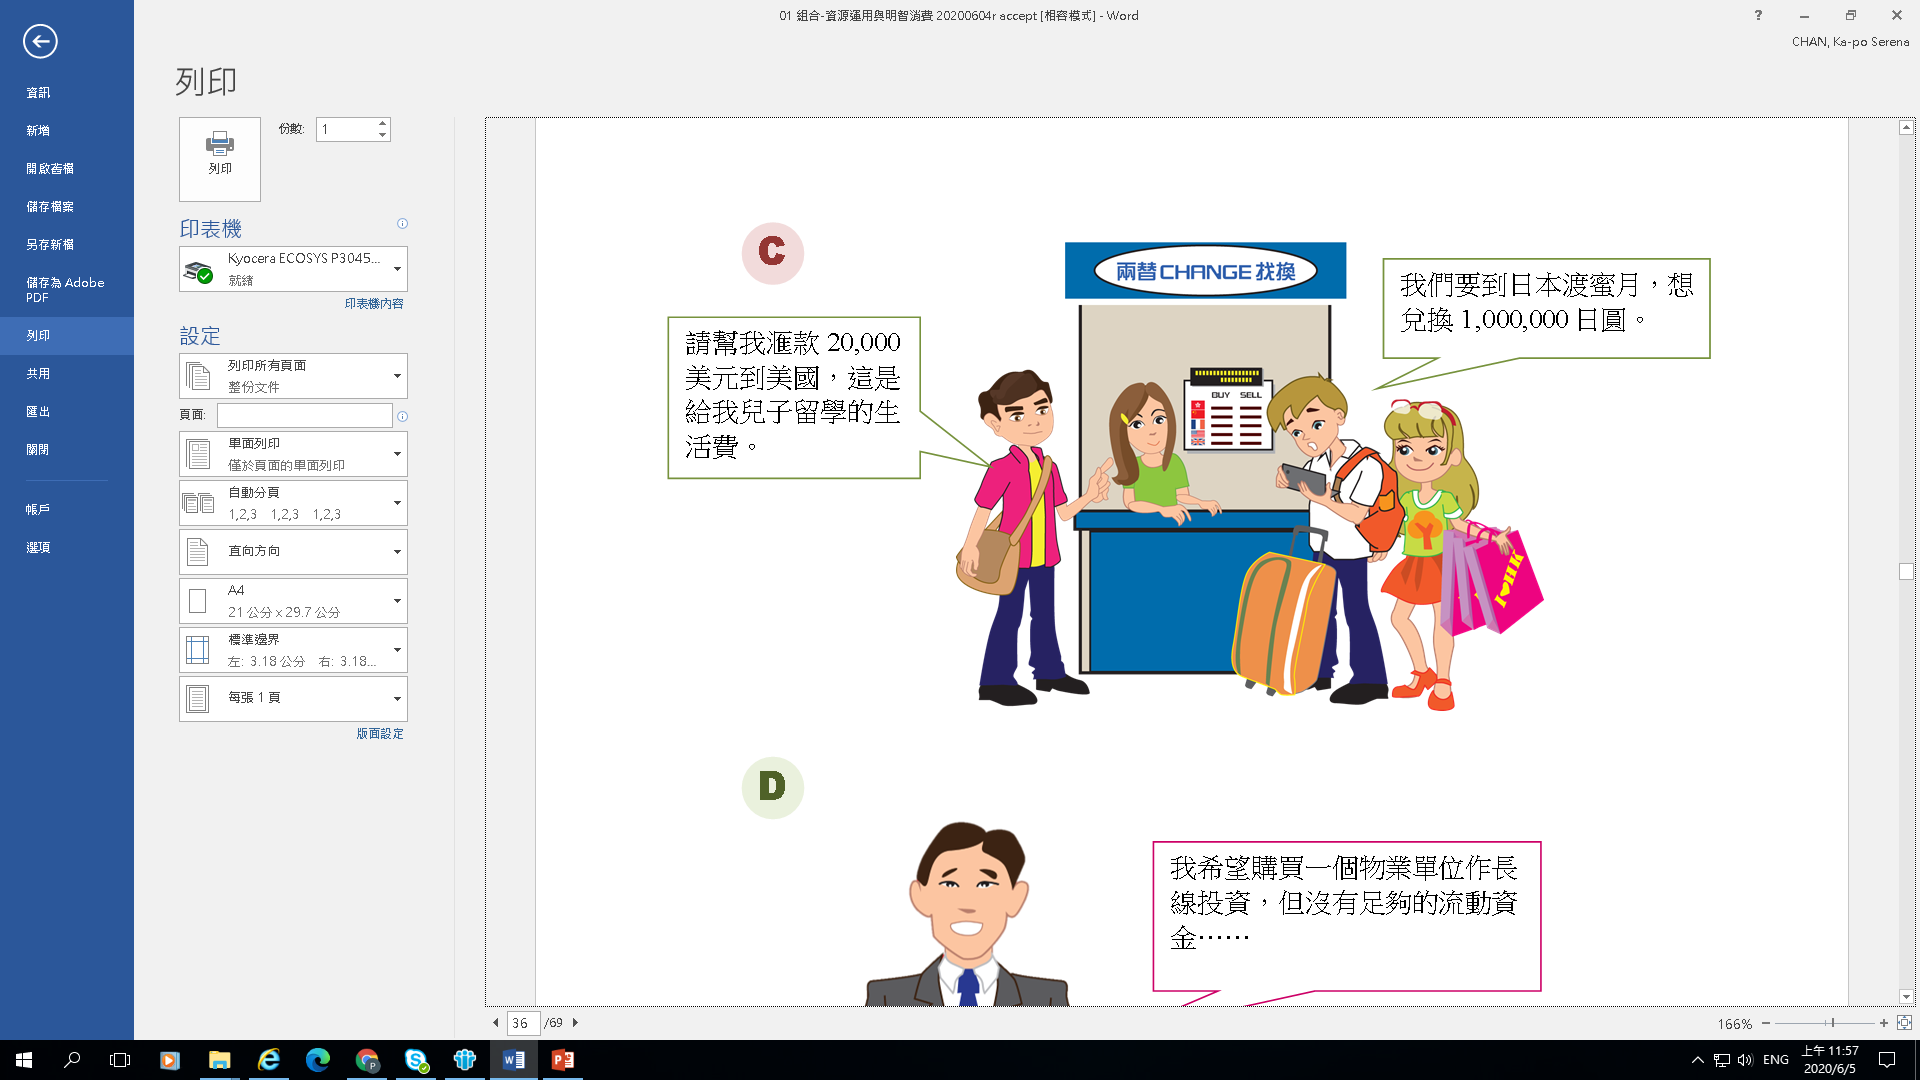 01 組合-資源運用與明智消費 20200604r accept [相容模式] - Word
?
CHAN, Ka-po Serena
資訊
新增
開啟舊檔
儲存檔案
另存新檔
儲存為 Adobe
PDF
列印
共用
匯出
關閉
帳戶
選項
列印
列印
份數: 1
印表機
Kyocera ECOSYS P3045...
就緒
印表機內容
設定
列印所有頁面
整份文件
頁面:
單面列印
僅於頁面的單面列印
自動分頁
1,2,3 1,2,3 1,2,3
直向方向
A4
21 公分 x 29.7 公分
標準邊界
左: 3.18 公分 右: 3.18...
每張 1 頁
版面設定
C
兩替 CHANGE 找換
請幫我滙款 20,000
美元到美國，這是
給我兒子留學的生
活費。
BUY SELL
我們要到日本渡蜜月，想
兌換 1,000,000 日圓。
D
我希望購買一個物業單位作長
線投資，但沒有足夠的流動資
金……
36 /69
166%
ENG
上午 11:57
2020/6/5